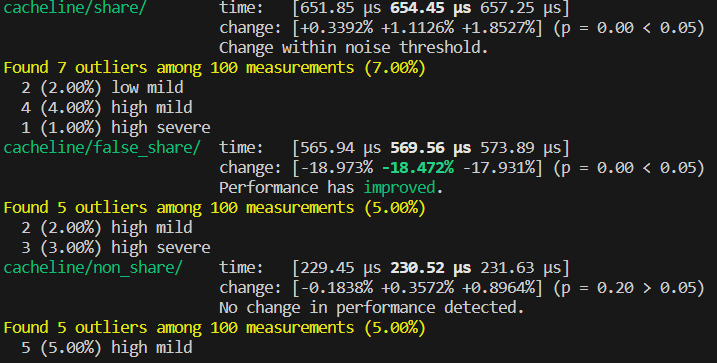 cacheline/share/ time: [651.85 µs 654.45 µs 657.25 µs]
change: [+0.3392% +1.1126% +1.8527%] (p = 0.00 < 0.05)
Change within noise threshold.
Found 7 outliers among 100 measurements (7.00%)
2 (2.00%) low mild
4 (4.00%) high mild
1 (1.00%) high severe
cacheline/false_share/ time: [565.94 µs 569.56 µs 573.89 µs]
change: [-18.973% -18.472% -17.931%] (p = 0.00 < 0.05)
Performance has improved.
Found 5 outliers among 100 measurements (5.00%)
2 (2.00%) high mild
3 (3.00%) high severe
cacheline/non_share/ time: [229.45 µs 230.52 µs 231.63 µs]
change: [-0.1838% +0.3572% +0.8964%] (p = 0.20 > 0.05)
No change in performance detected.
Found 5 outliers among 100 measurements (5.00%)
5 (5.00%) high mild